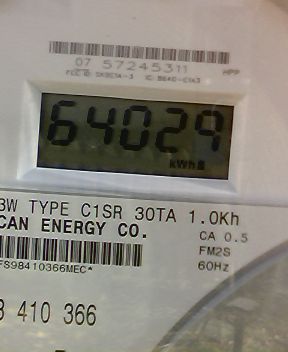 07 57245311
HPP
64029
kWh
3W TYPE C1SR 30TA 1.0Kh
CAN ENERGY CO.
CA 0.5
FM2S
60Hz
FS98410366MEC*
410 366